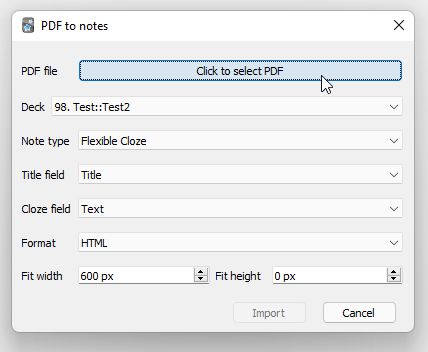 PDF to notes
PDF file Click to select PDF
Deck 98. Test::Test2
Note type Flexible Cloze
Title field Title
Cloze field Text
Format HTML
Fit width 600 px Fit height 0 px
Import Cancel